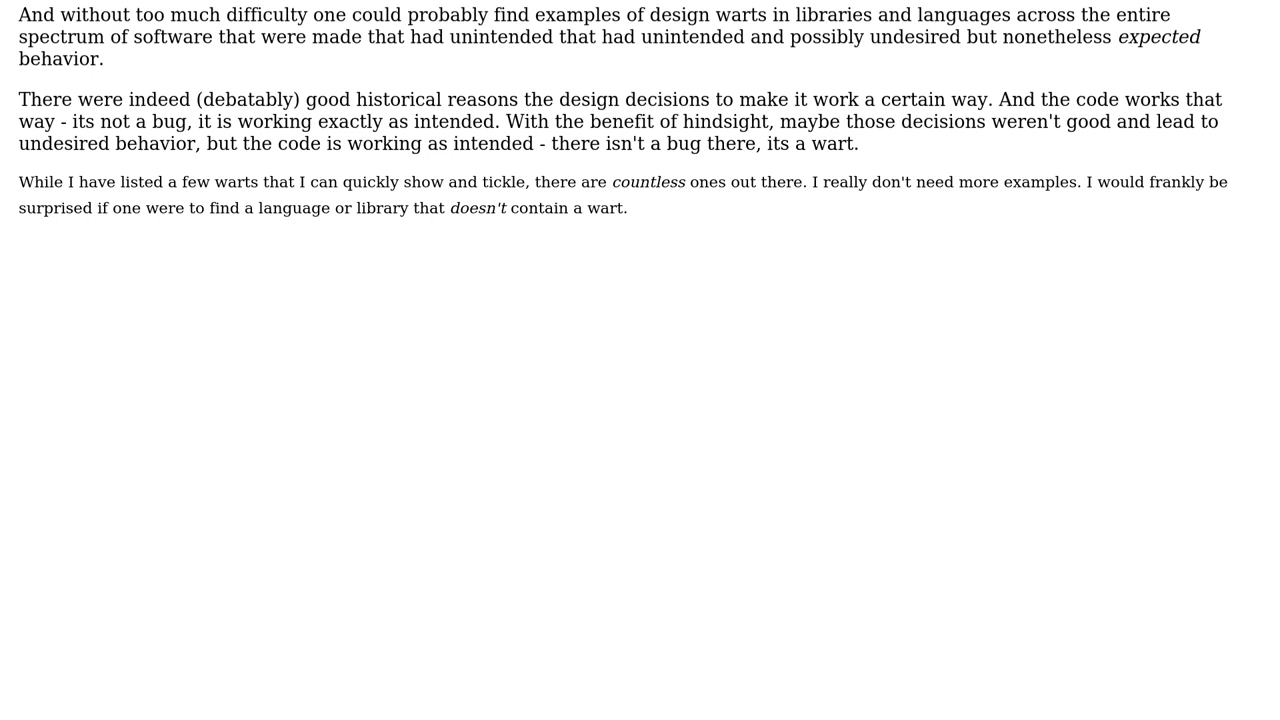 And without too much difficulty one could probably find examples of design warts in libraries and languages across the entire
spectrum of software that were made that had unintended that had unintended and possibly undesired but nonetheless expected
behavior.
There were indeed (debatably) good historical reasons the design decisions to make it work a certain way. And the code works that
way - its not a bug, it is working exactly as intended. With the benefit of hindsight, maybe those decisions weren't good and lead to
undesired behavior, but the code is working as intended - there isn't a bug there, its a wart.
While I have listed a few warts that I can quickly show and tickle, there are countless ones out there. I really don't need more examples. I would frankly be
surprised if one were to find a language or library that doesn't contain a wart.